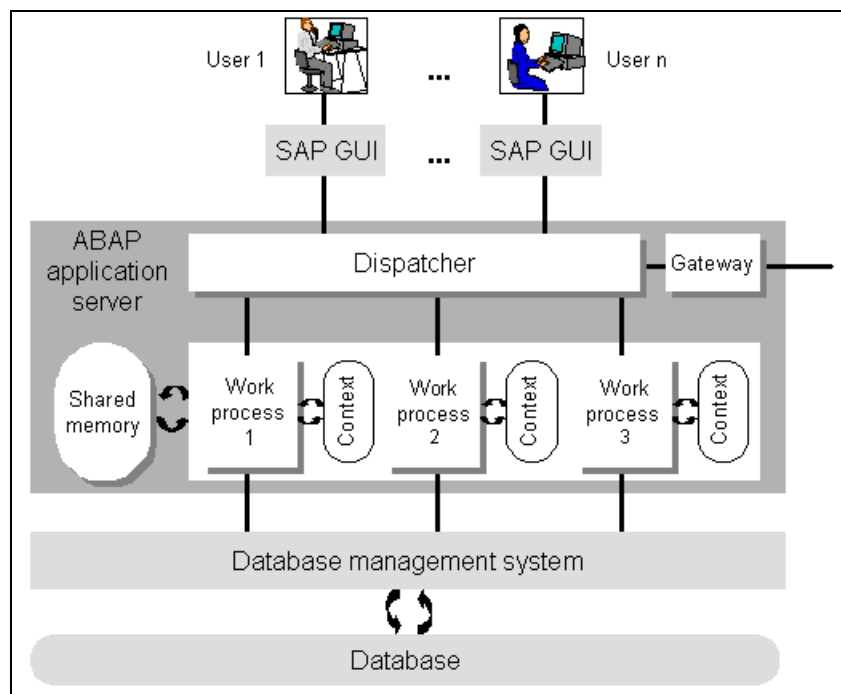 User 1
...
User n
SAP GUI
...
SAP GUI
ABAP
application
server
Dispatcher
Gateway
Shared
memory
Work
process
1
Context
Work
process
2
Context
Work
process
3
Context
Database management system
Database